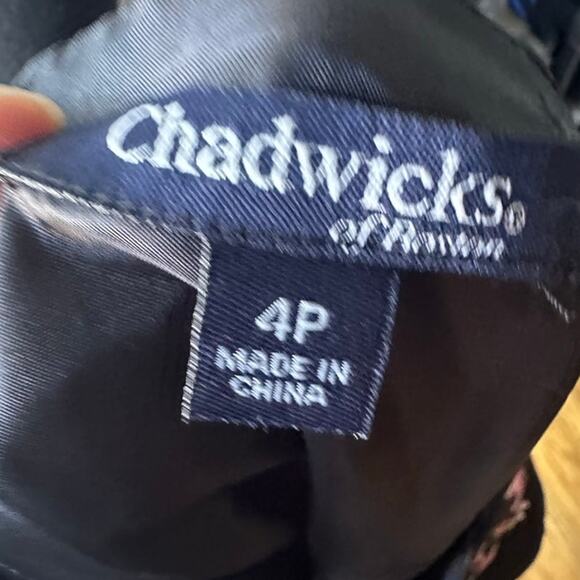 Chadwicks®
of Boston
4P
MADE IN
CHINA